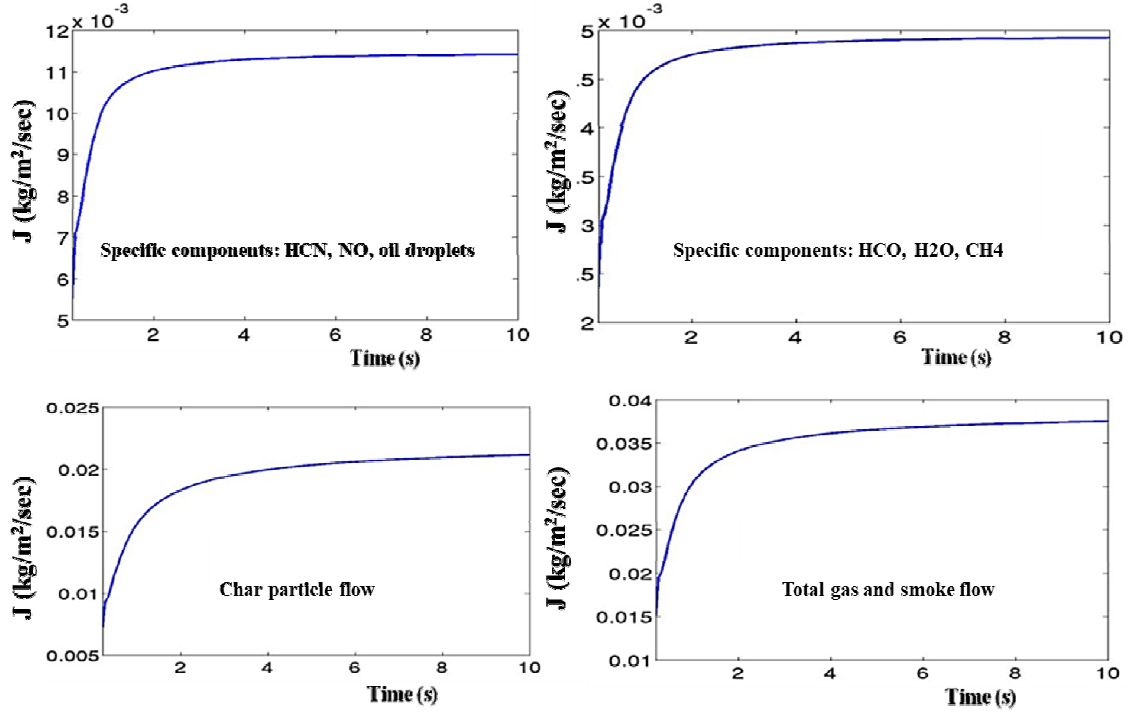 12 × 10⁻³
11
10
9
8
7
6
5
J (kg/m²/sec)
Specific components: HCN, NO, oil droplets
2 4 6 8 10
Time (s)
5 × 10⁻³
.5
4
.5
3
.5
2
J (kg/m²/sec)
Specific components: HCO, H2O, CH4
2 4 6 8 10
Time (s)
0.025
0.02
0.015
0.01
0.005
J (kg/m²/sec)
Char particle flow
2 4 6 8 10
Time (s)
0.04
0.035
0.03
0.025
0.02
0.015
0.01
J (kg/m²/sec)
Total gas and smoke flow
2 4 6 8 10
Time (s)